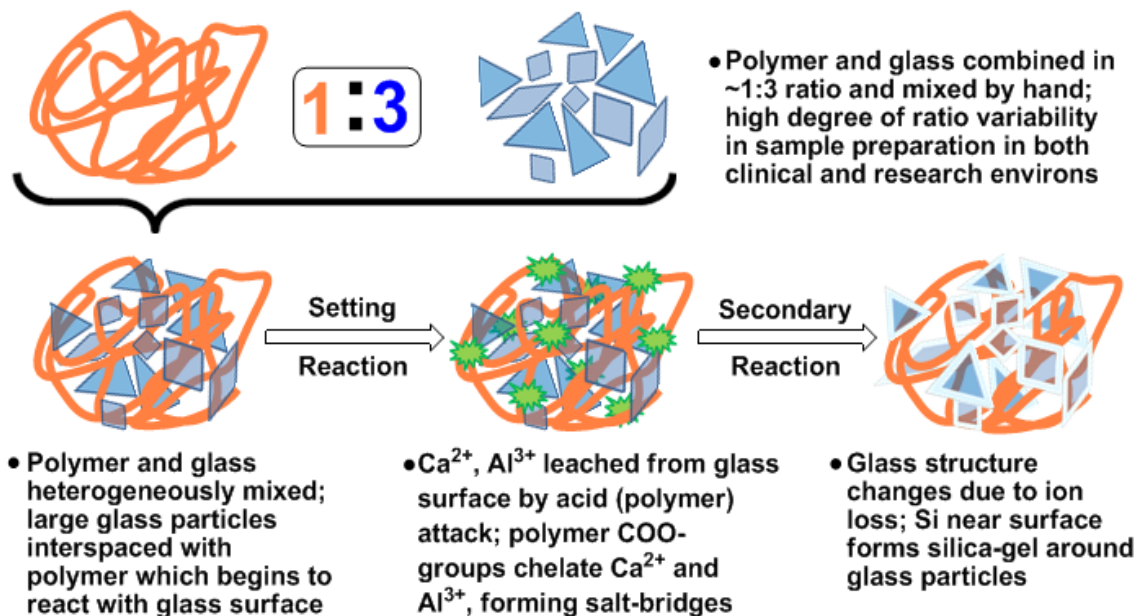 1:3
● Polymer and glass combined in
~1:3 ratio and mixed by hand;
high degree of ratio variability
in sample preparation in both
clinical and research environs
Setting
Reaction
Secondary
Reaction
● Polymer and glass
heterogeneously mixed;
large glass particles
interspaced with
polymer which begins to
react with glass surface
● Ca²⁺, Al³⁺ leached from glass
surface by acid (polymer)
attack; polymer COO-
groups chelate Ca²⁺ and
Al³⁺, forming salt-bridges
● Glass structure
changes due to ion
loss; Si near surface
forms silica-gel around
glass particles